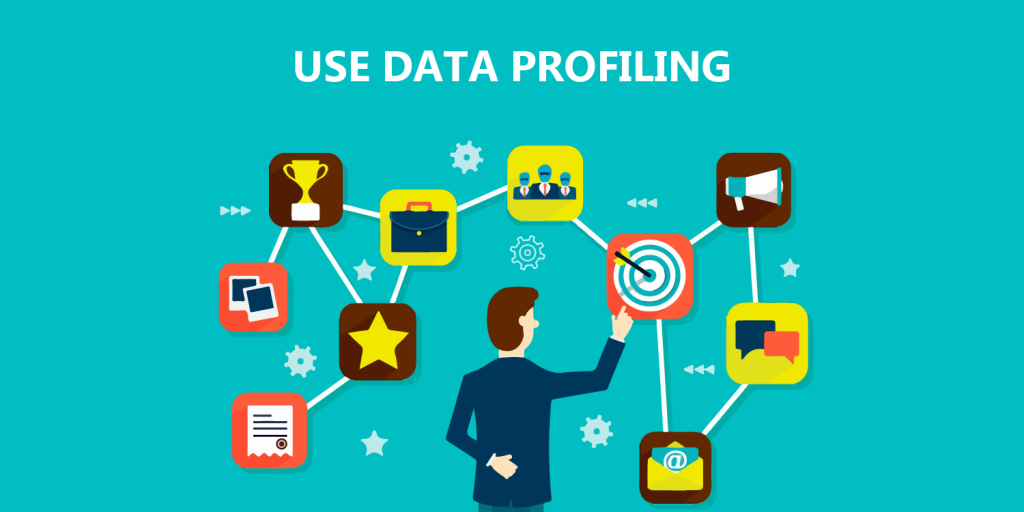 USE DATA PROFILING
@